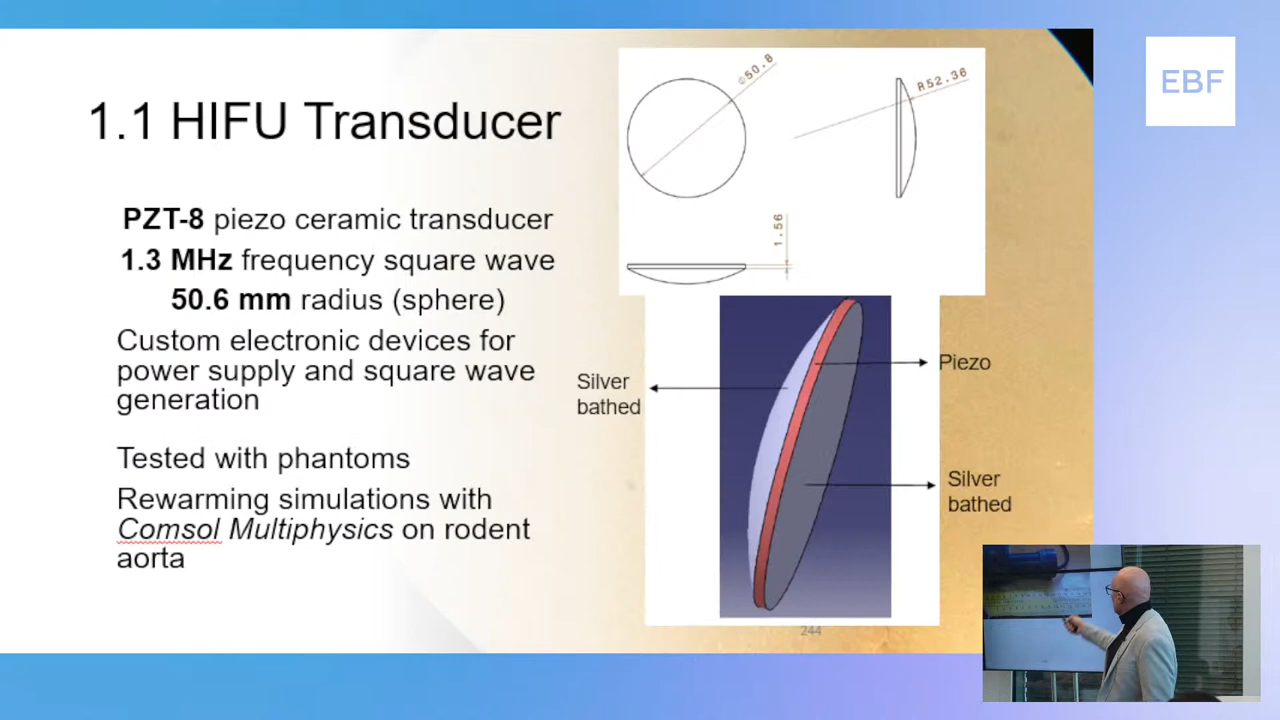 EBF
1.1 HIFU Transducer
PZT-8 piezo ceramic transducer
1.3 MHz frequency square wave
50.6 mm radius (sphere)
Custom electronic devices for
power supply and square wave
generation
Tested with phantoms
Rewarming simulations with
Comsol Multiphysics on rodent
aorta
⌀50.8
R52.36
1.56
Silver
bathed
Piezo
Silver
bathed
244